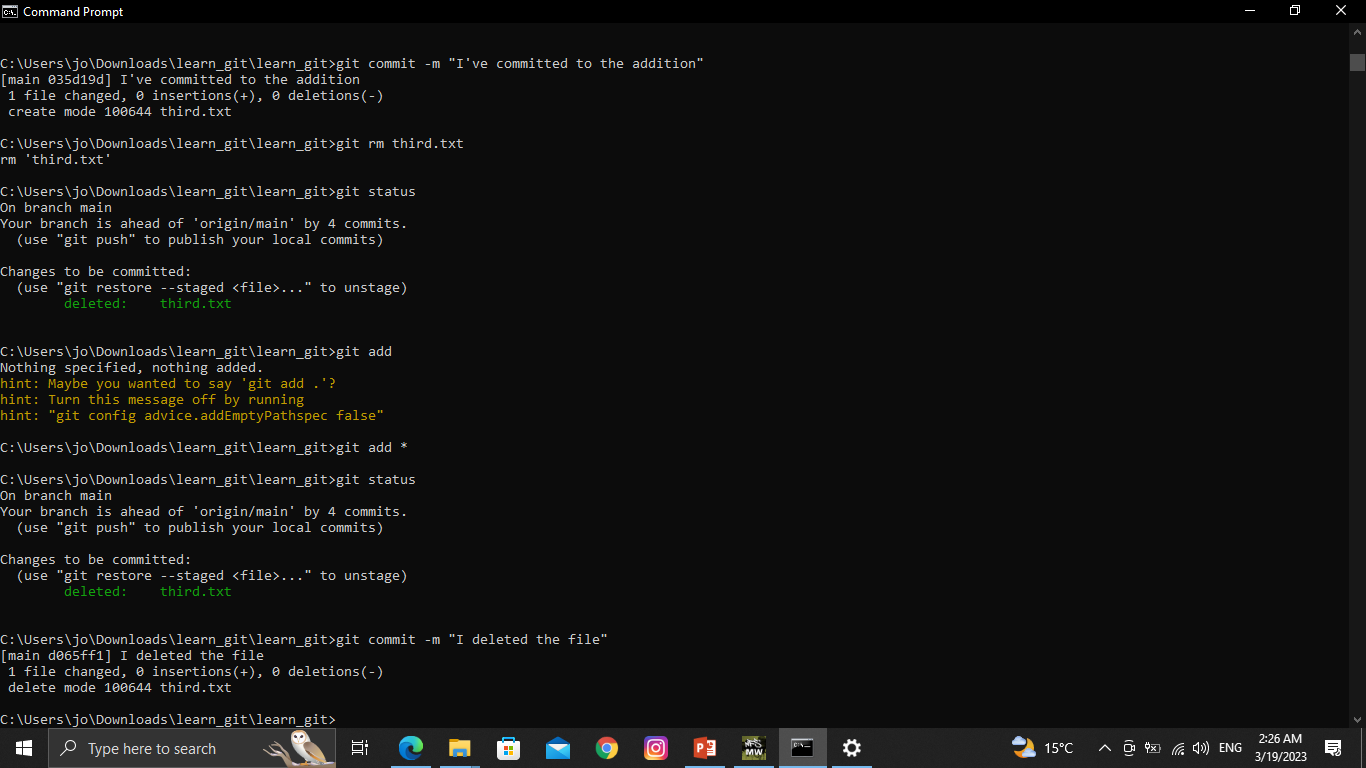 Command Prompt
C:\Users\jo\Downloads\learn_git\learn_git>git commit -m "I've committed to the addition"
[main 035d19d] I've committed to the addition
 1 file changed, 0 insertions(+), 0 deletions(-)
 create mode 100644 third.txt
C:\Users\jo\Downloads\learn_git\learn_git>git rm third.txt
rm 'third.txt'
C:\Users\jo\Downloads\learn_git\learn_git>git status
On branch main
Your branch is ahead of 'origin/main' by 4 commits.
  (use "git push" to publish your local commits)
Changes to be committed:
  (use "git restore --staged <file>..." to unstage)
        deleted:    third.txt
C:\Users\jo\Downloads\learn_git\learn_git>git add
Nothing specified, nothing added.
hint: Maybe you wanted to say 'git add .'?
hint: Turn this message off by running
hint: "git config advice.addEmptyPathspec false"
C:\Users\jo\Downloads\learn_git\learn_git>git add *
C:\Users\jo\Downloads\learn_git\learn_git>git status
On branch main
Your branch is ahead of 'origin/main' by 4 commits.
  (use "git push" to publish your local commits)
Changes to be committed:
  (use "git restore --staged <file>..." to unstage)
        deleted:    third.txt
C:\Users\jo\Downloads\learn_git\learn_git>git commit -m "I deleted the file"
[main d065ff1] I deleted the file
 1 file changed, 0 insertions(+), 0 deletions(-)
 delete mode 100644 third.txt
C:\Users\jo\Downloads\learn_git\learn_git>
Type here to search
15°C
ENG
2:26 AM
3/19/2023